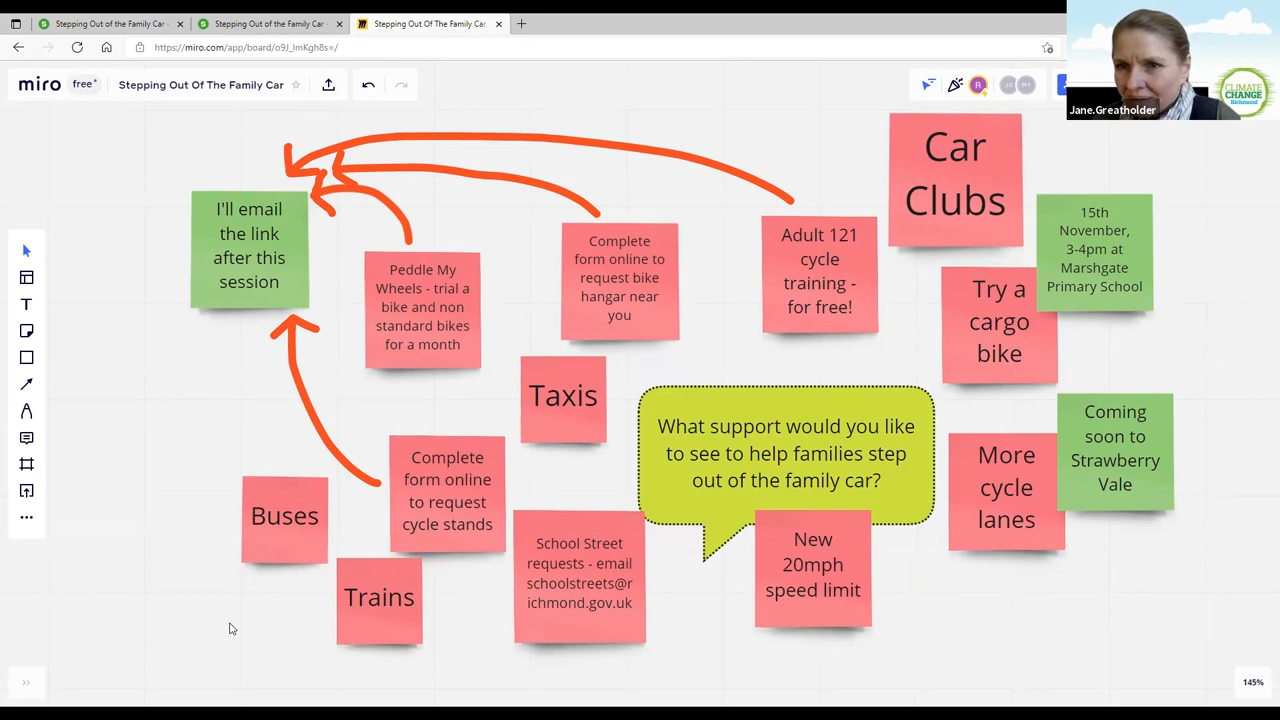 Stepping Out of the Family Car -
Stepping Out of the Family Car -
Stepping Out Of The Family Car,
https://miro.com/app/board/o9J_lmKgh8s=/
miro
free
Stepping Out Of The Family Car
R
JU
MY
Jane.Greatholder
CLIMATE
CHANGE
Richmond
Car
Clubs
I'll email
the link
after this
session
Peddle My
Wheels - trial a
bike and non
standard bikes
for a month
Complete
form online to
request bike
hangar near
you
Adult 121
cycle
training -
for free!
15th
November,
3-4pm at
Marshgate
Primary School
Try a
cargo
bike
Taxis
What support would you like
to see to help families step
out of the family car?
Coming
soon to
Strawberry
Vale
More
cycle
lanes
Complete
form online
to request
cycle stands
Buses
Trains
School Street
requests - email
schoolstreets@r
ichmond.gov.uk
New
20mph
speed limit
145%